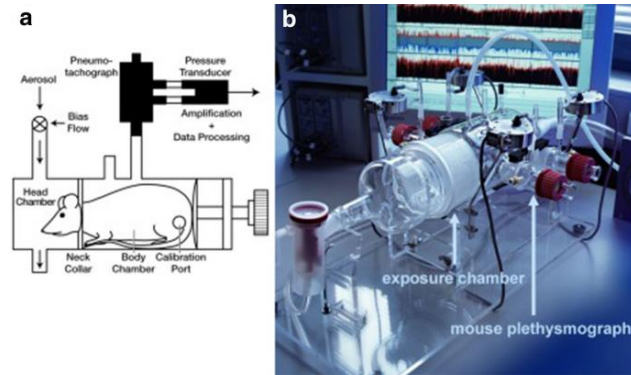 a
Pneumo-
tachograph
Pressure
Transducer
Aerosol
Bias
Flow
Amplification
+
Data Processing
Head
Chamber
Neck
Collar
Body
Chamber
Calibration
Port
b
exposure chamber
mouse plethysmograph